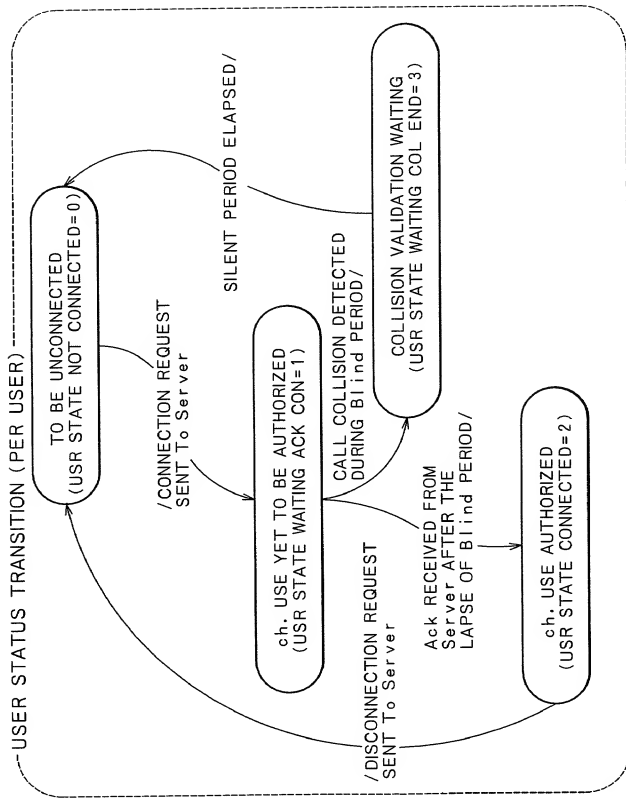 USER STATUS TRANSITION (PER USER)
TO BE UNCONNECTED
(USR STATE NOT CONNECTED=0)
/CONNECTION REQUEST
SENT To Server
SILENT PERIOD ELAPSED/
ch. USE YET TO BE AUTHORIZED
(USR STATE WAITING ACK CON=1)
CALL COLLISION DETECTED
DURING Blind PERIOD/
COLLISION VALIDATION WAITING
(USR STATE WAITING COL END=3)
/DISCONNECTION REQUEST
SENT To Server
Ack RECEIVED FROM
Server AFTER THE
LAPSE OF Blind PERIOD/
ch. USE AUTHORIZED
(USR STATE CONNECTED=2)